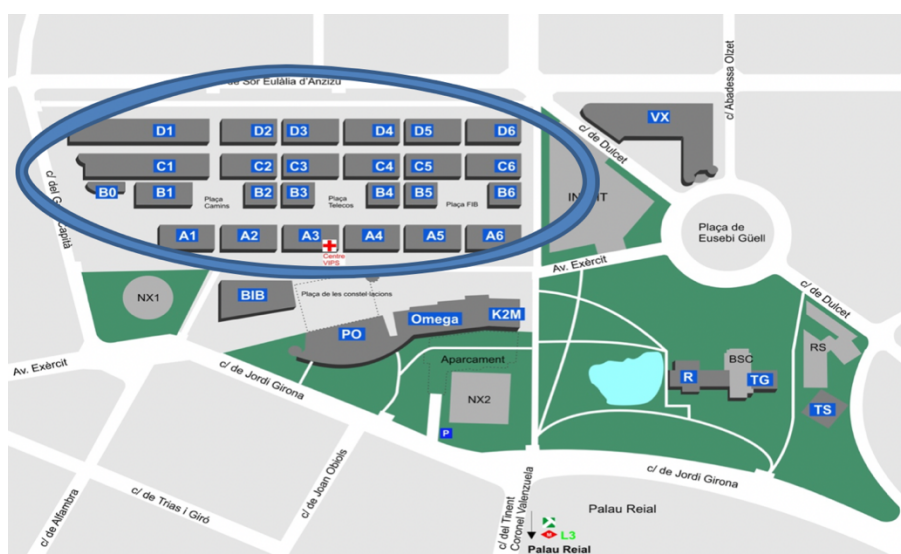 de Sor Eulàlia d'Anzizu
c/ Abadessa Olzet
D1
D2
D3
D4
D5
D6
VX
c/ de Dulcet
C1
C2
C3
C4
C5
C6
B0
B1
Plaça
Camins
B2
B3
Plaça
Telecos
B4
B5
Plaça FIB
B6
Capità
A1
A2
A3
A4
A5
A6
Centre
VIPS
Plaça de
Eusebi Güell
Av. Exèrcit
NX1
BIB
Plaça de les constel·lacions
PO
Omega
K2M
c/ de Dulcet
RS
BSC
Aparcament
R
TG
Av. Exèrcit
c/ de Jordi Girona
NX2
TS
P
c/ de Joan Obiols
c/ de Jordi Girona
c/ de Trias i Giró
c/ de Alfambra
c/ del Tinent
Coronel Valenzuela
Palau Reial
M
L3
Palau Reial